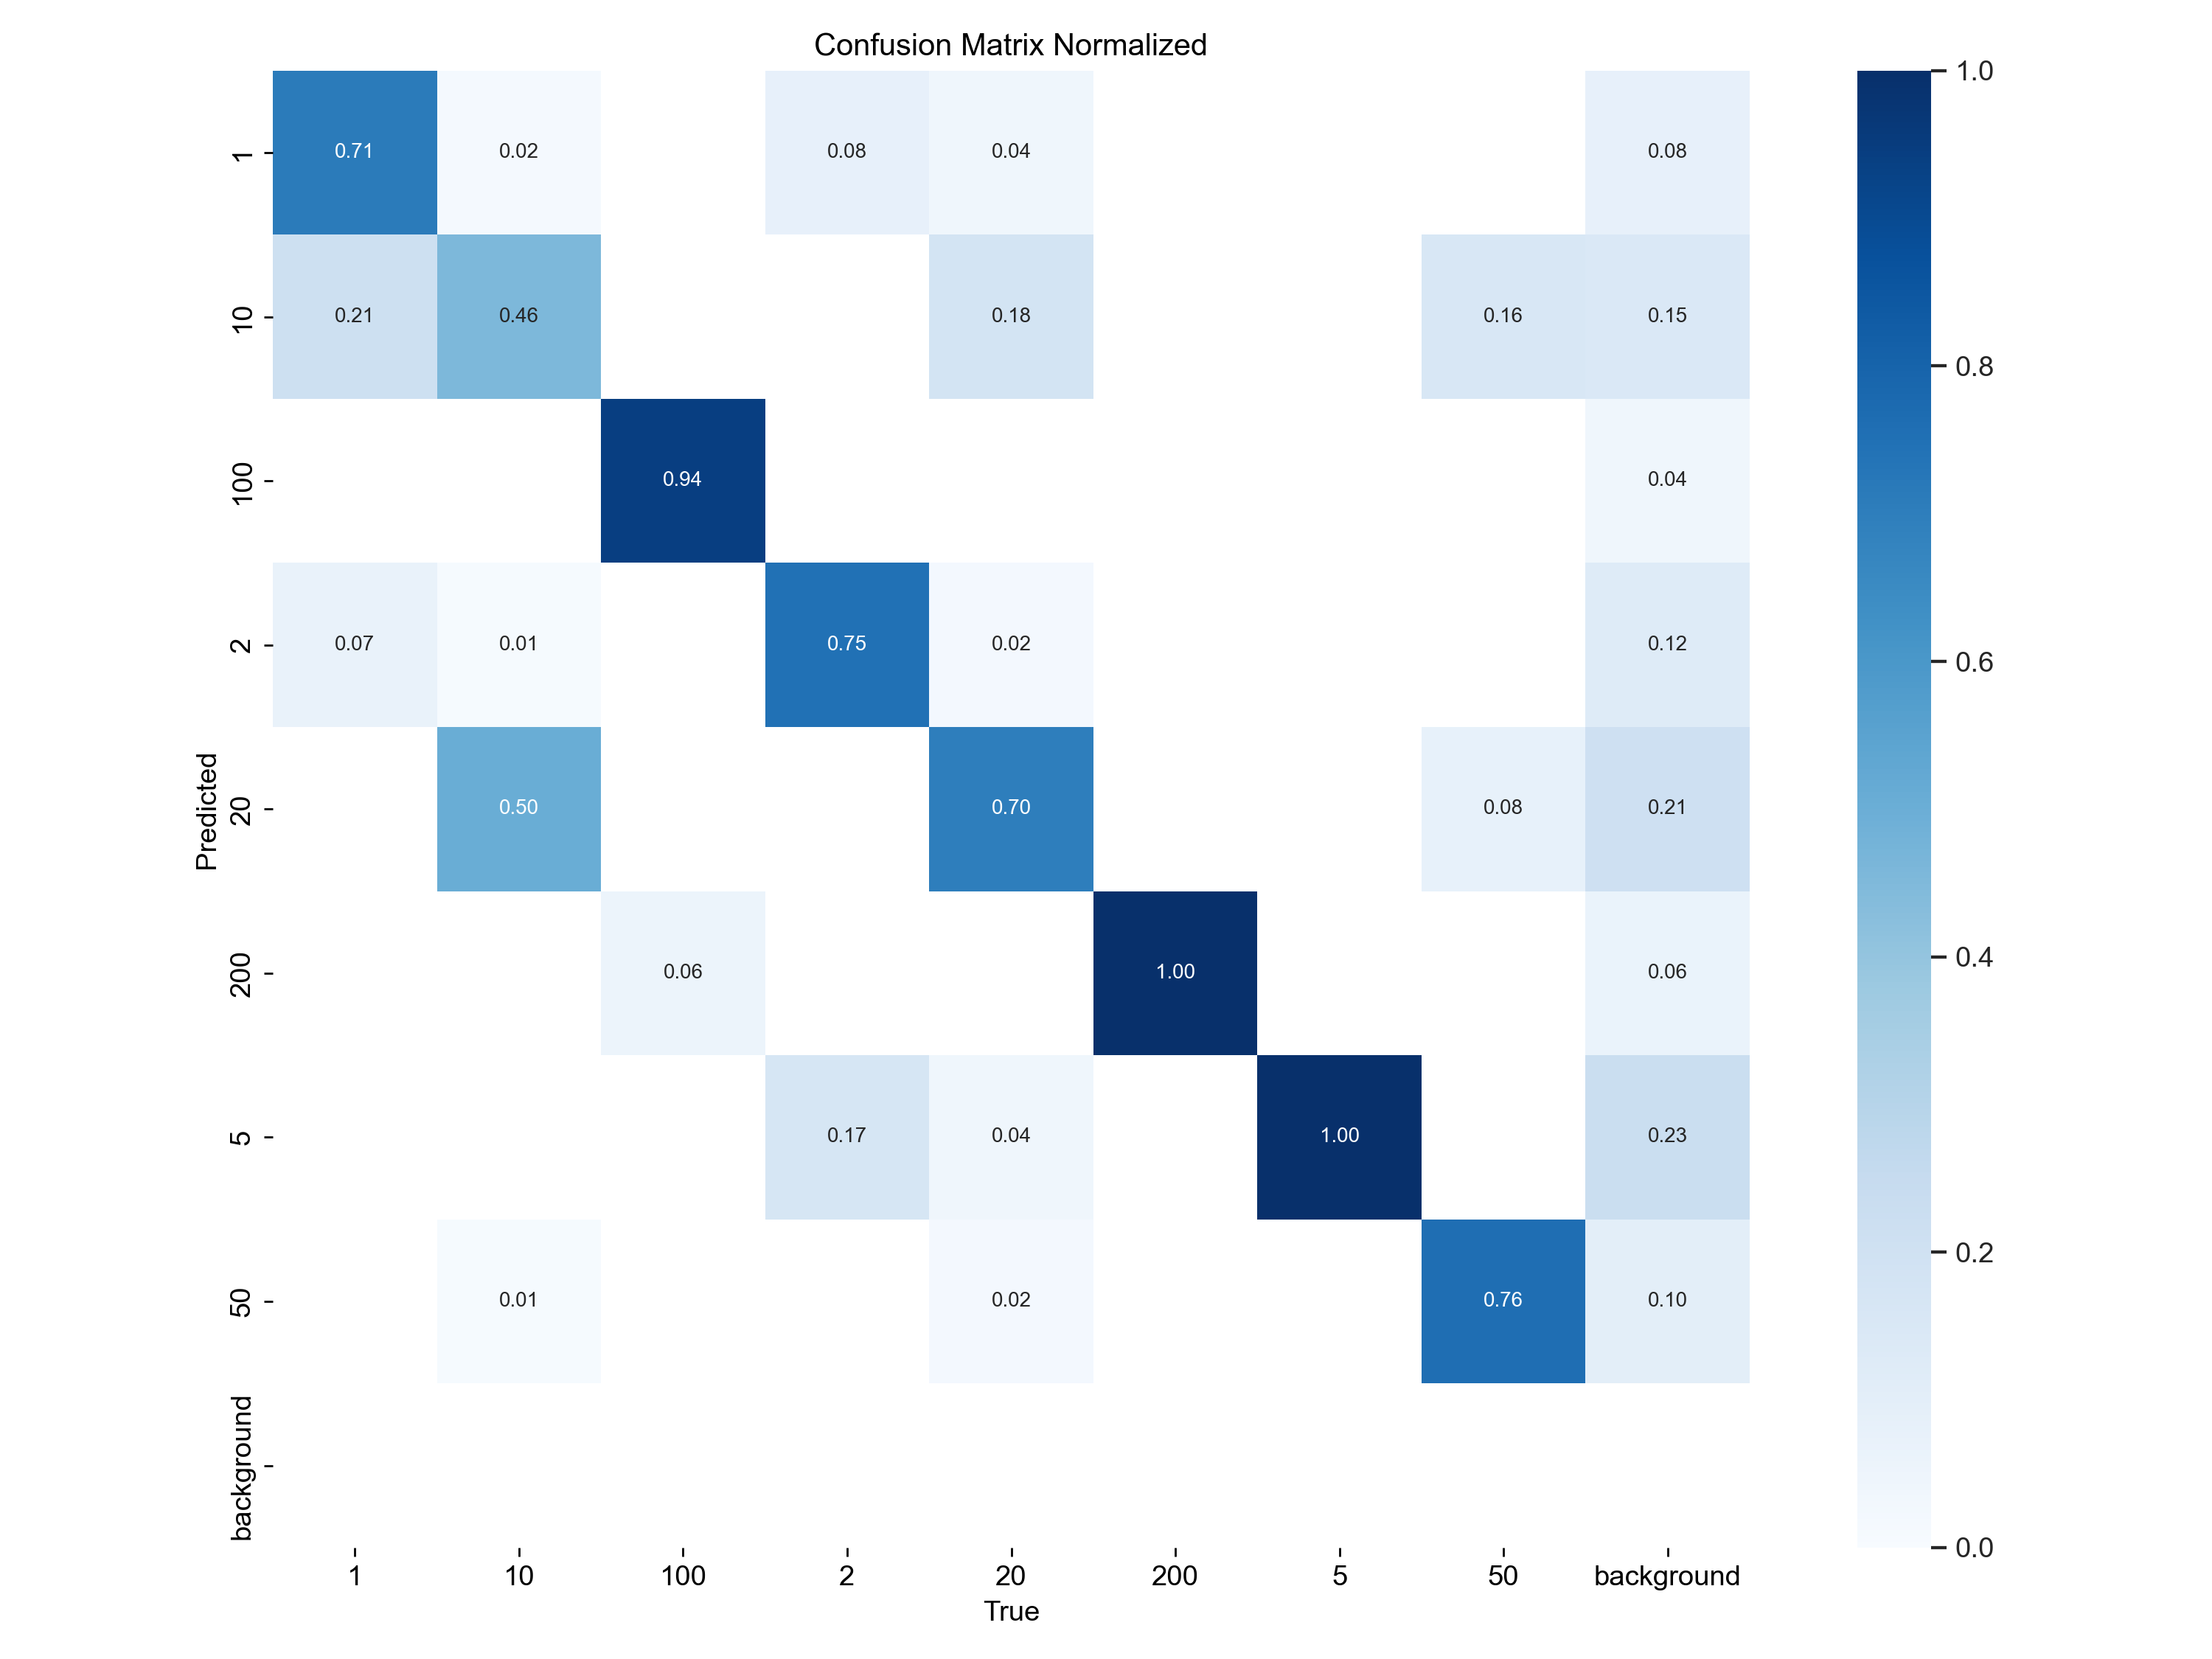 Confusion Matrix Normalized
1 0.71 0.02 0.08 0.04 0.08
10 0.21 0.46 0.18 0.16 0.15
100 0.94 0.04
2 0.07 0.01 0.75 0.02 0.12
20 0.50 0.70 0.08 0.21
200 0.06 1.00 0.06
5 0.17 0.04 1.00 0.23
50 0.01 0.02 0.76 0.10
background
Predicted
1 10 100 2 20 200 5 50 background
True
1.0
0.8
0.6
0.4
0.2
0.0